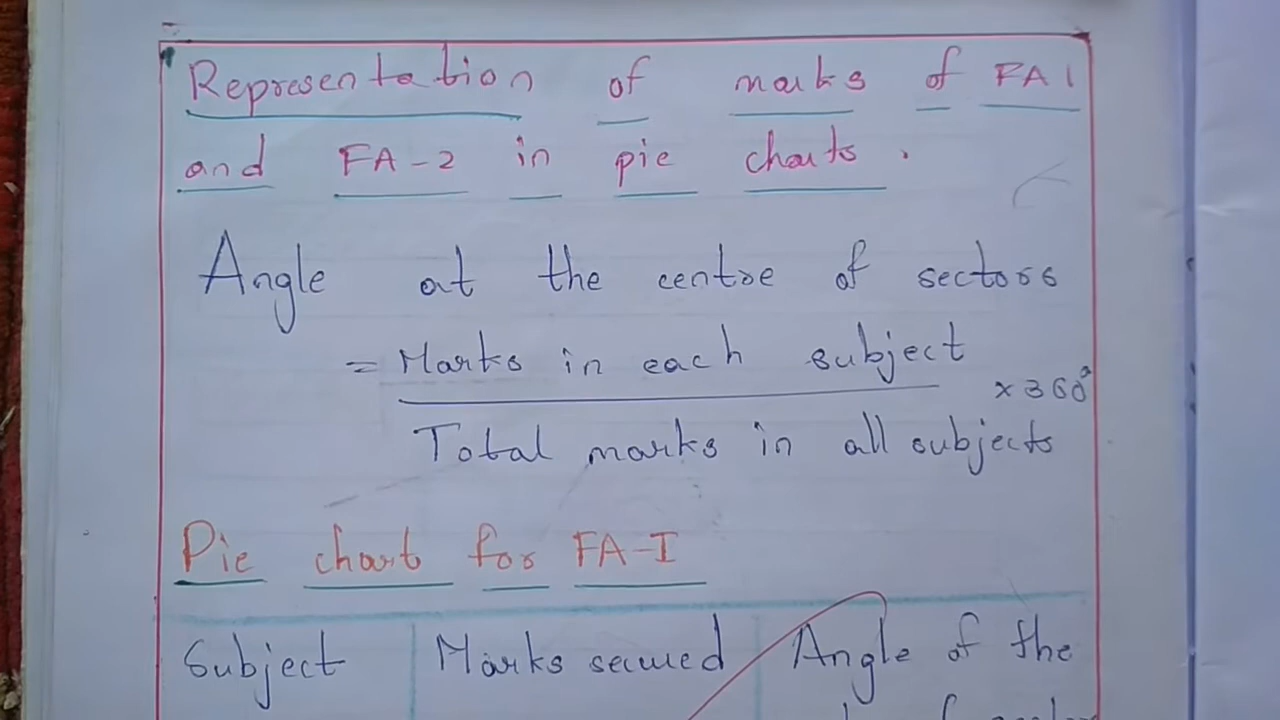 Representation of marks of FA1
and FA-2 in pie charts.
Angle at the centre of sectors
= Marks in each subject
x 360°
Total marks in all subjects
Pie chart for FA-I
Subject Marks secured Angle of the